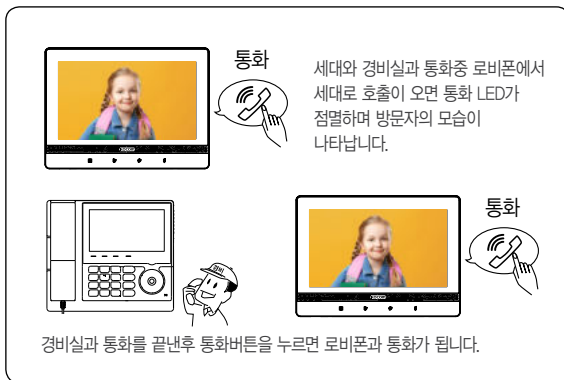 통화
세대와 경비실과 통화중 로비폰에서
세대로 호출이 오면 통화 LED가
점멸하며 방문자의 모습이
나타납니다.
경비
통화
경비실과 통화를 끝낸후 통화버튼을 누르면 로비폰과 통화가 됩니다.